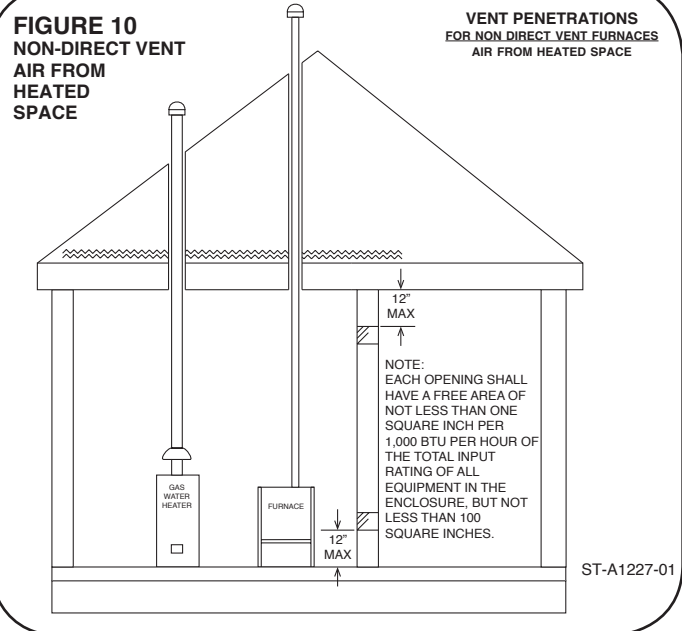 FIGURE 10
NON-DIRECT VENT
AIR FROM
HEATED
SPACE
VENT PENETRATIONS
FOR NON DIRECT VENT FURNACES
AIR FROM HEATED SPACE
12"
MAX
NOTE:
EACH OPENING SHALL
HAVE A FREE AREA OF
NOT LESS THAN ONE
SQUARE INCH PER
1,000 BTU PER HOUR OF
THE TOTAL INPUT
RATING OF ALL
EQUIPMENT IN THE
ENCLOSURE, BUT NOT
LESS THAN 100
SQUARE INCHES.
GAS
WATER
HEATER
FURNACE
12"
MAX
ST-A1227-01